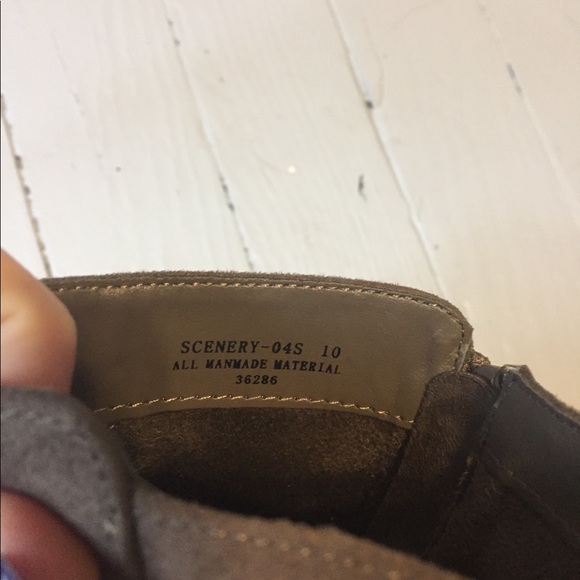 SCENERY-04S 10
ALL MANMADE MATERIAL
36286